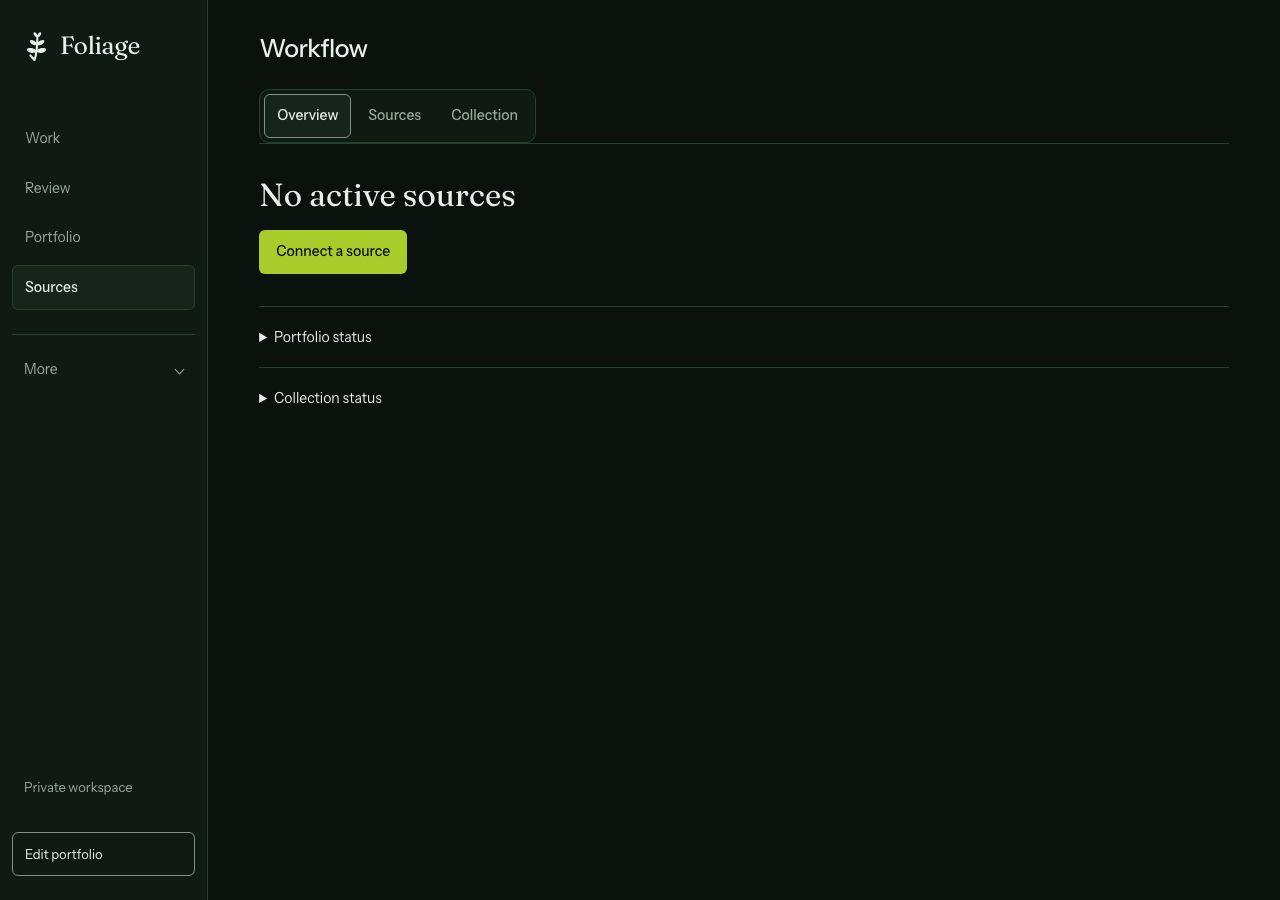 Foliage
Work
Review
Portfolio
Sources
More
Private workspace
Edit portfolio
Workflow
Overview Sources Collection
No active sources
Connect a source
Portfolio status
Collection status